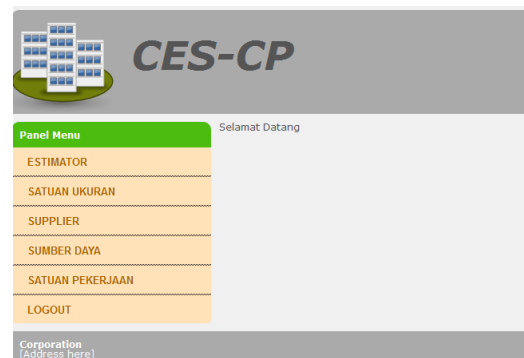 CES-CP
Panel Menu
Selamat Datang
ESTIMATOR
SATUAN UKURAN
SUPPLIER
SUMBER DAYA
SATUAN PEKERJAAN
LOGOUT
Corporation
[Address here]